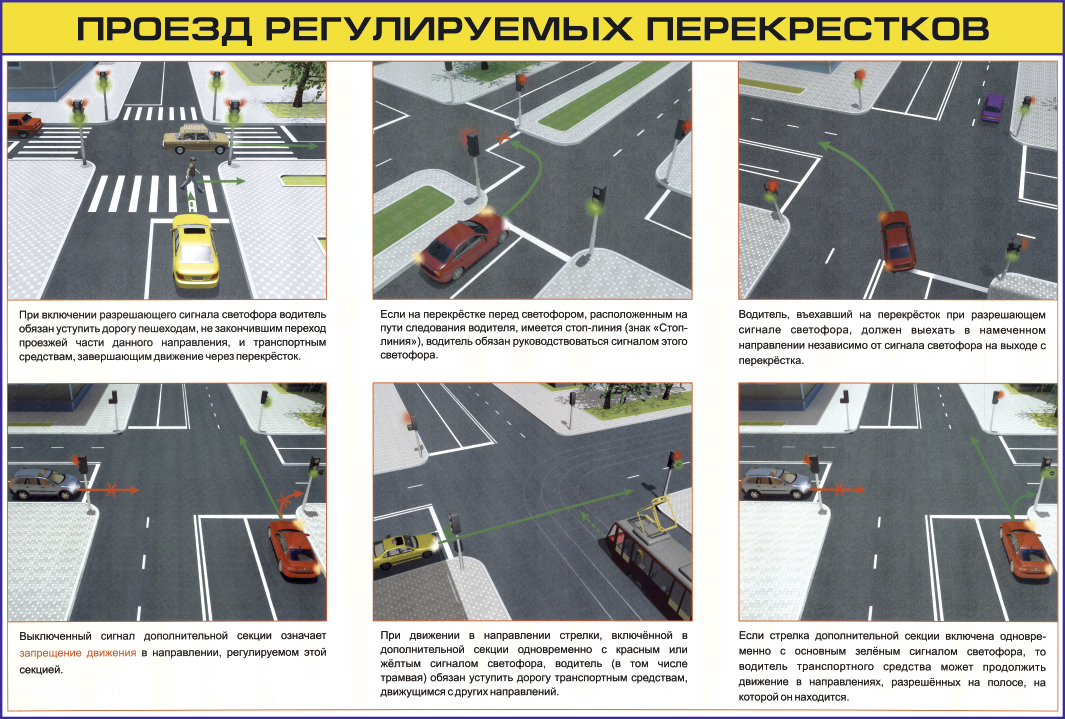 ПРОЕЗД РЕГУЛИРУЕМЫХ ПЕРЕКРЕСТКОВ
При включении разрешающего сигнала светофора водитель
обязан уступить дорогу пешеходам, не закончившим переход
проезжей части данного направления, и транспортным
средствам, завершающим движение через перекрёсток.
Если на перекрёстке перед светофором, расположенным на
пути следования водителя, имеется стоп-линия (знак «Стоп-
линия»), водитель обязан руководствоваться сигналом этого
светофора.
Водитель, въехавший на перекрёсток при разрешающем
сигнале светофора, должен выехать в намеченном
направлении независимо от сигнала светофора на выходе с
перекрёстка.
Выключенный сигнал дополнительной секции означает
запрещение движения в направлении, регулируемом этой
секцией.
При движении в направлении стрелки, включённой в
дополнительной секции одновременно с красным или
жёлтым сигналом светофора, водитель (в том числе
трамвая) обязан уступить дорогу транспортным средствам,
движущимся с других направлений.
Если стрелка дополнительной секции включена одновре-
менно с основным зелёным сигналом светофора, то
водитель транспортного средства может продолжить
движение в направлениях, разрешённых на полосе, на
которой он находится.